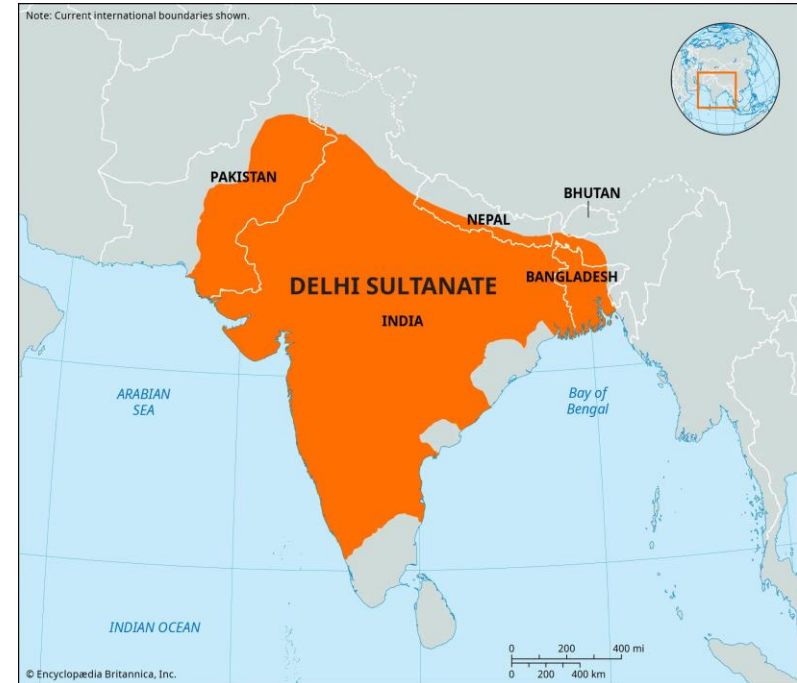 Note: Current international boundaries shown.
PAKISTAN
BHUTAN
NEPAL
DELHI SULTANATE
BANGLADESH
INDIA
ARABIAN
SEA
Bay of
Bengal
INDIAN OCEAN
0 200 400 mi
0 200 400 km
© Encyclopædia Britannica, Inc.